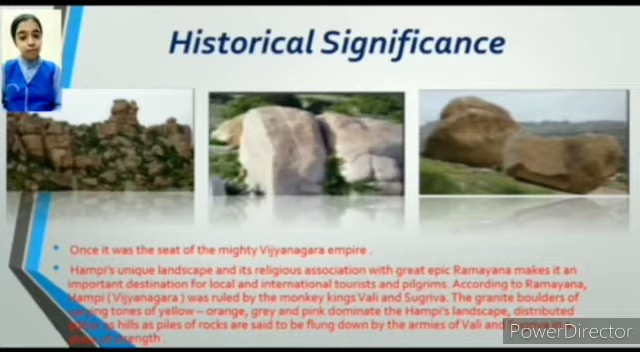 Historical Significance
Once it was the seat of the mighty Vijyanagara empire .
Hampi's unique landscape and its religious association with great epic Ramayana makes it an
important destination for local and international tourists and pilgrims. According to Ramayana,
Hampi ( Vijyanagara ) was ruled by the monkey kings Vali and Sugriva. The granite boulders of
tones of yellow – orange, grey and pink dominate the Hampi's landscape, distributed
as hills as piles of rocks are said to be flung down by the armies of Vali and
of strength .
PowerDirector